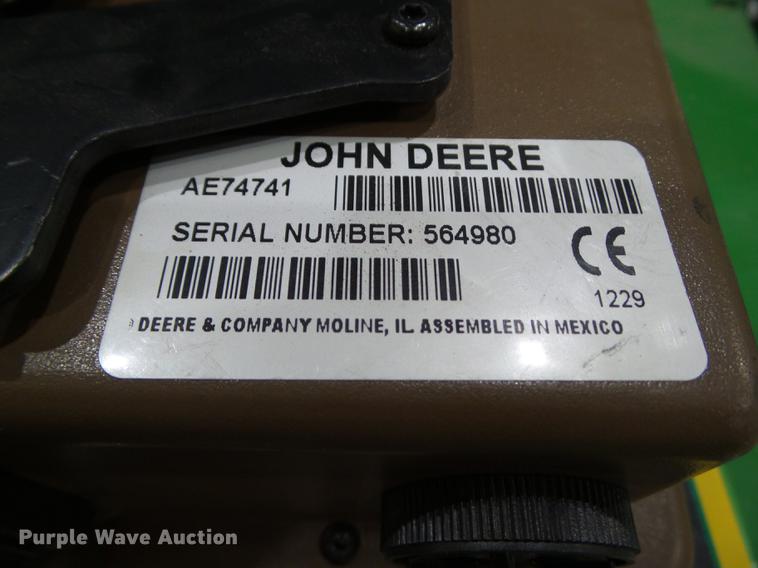 JOHN DEERE
AE74741
SERIAL NUMBER: 564980
CE
1229
DEERE & COMPANY MOLINE, IL ASSEMBLED IN MEXICO
Purple Wave Auction